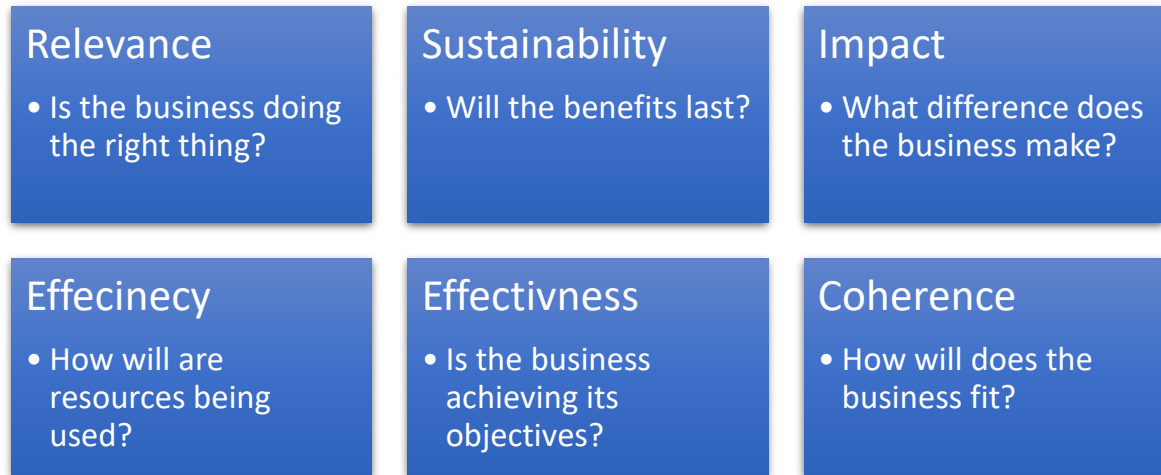 Relevance
• Is the business doing
the right thing?
Sustainability
• Will the benefits last?
Impact
• What difference does
the business make?
Effecinecy
• How will are
resources being
used?
Effectivness
• Is the business
achieving its
objectives?
Coherence
• How will does the
business fit?